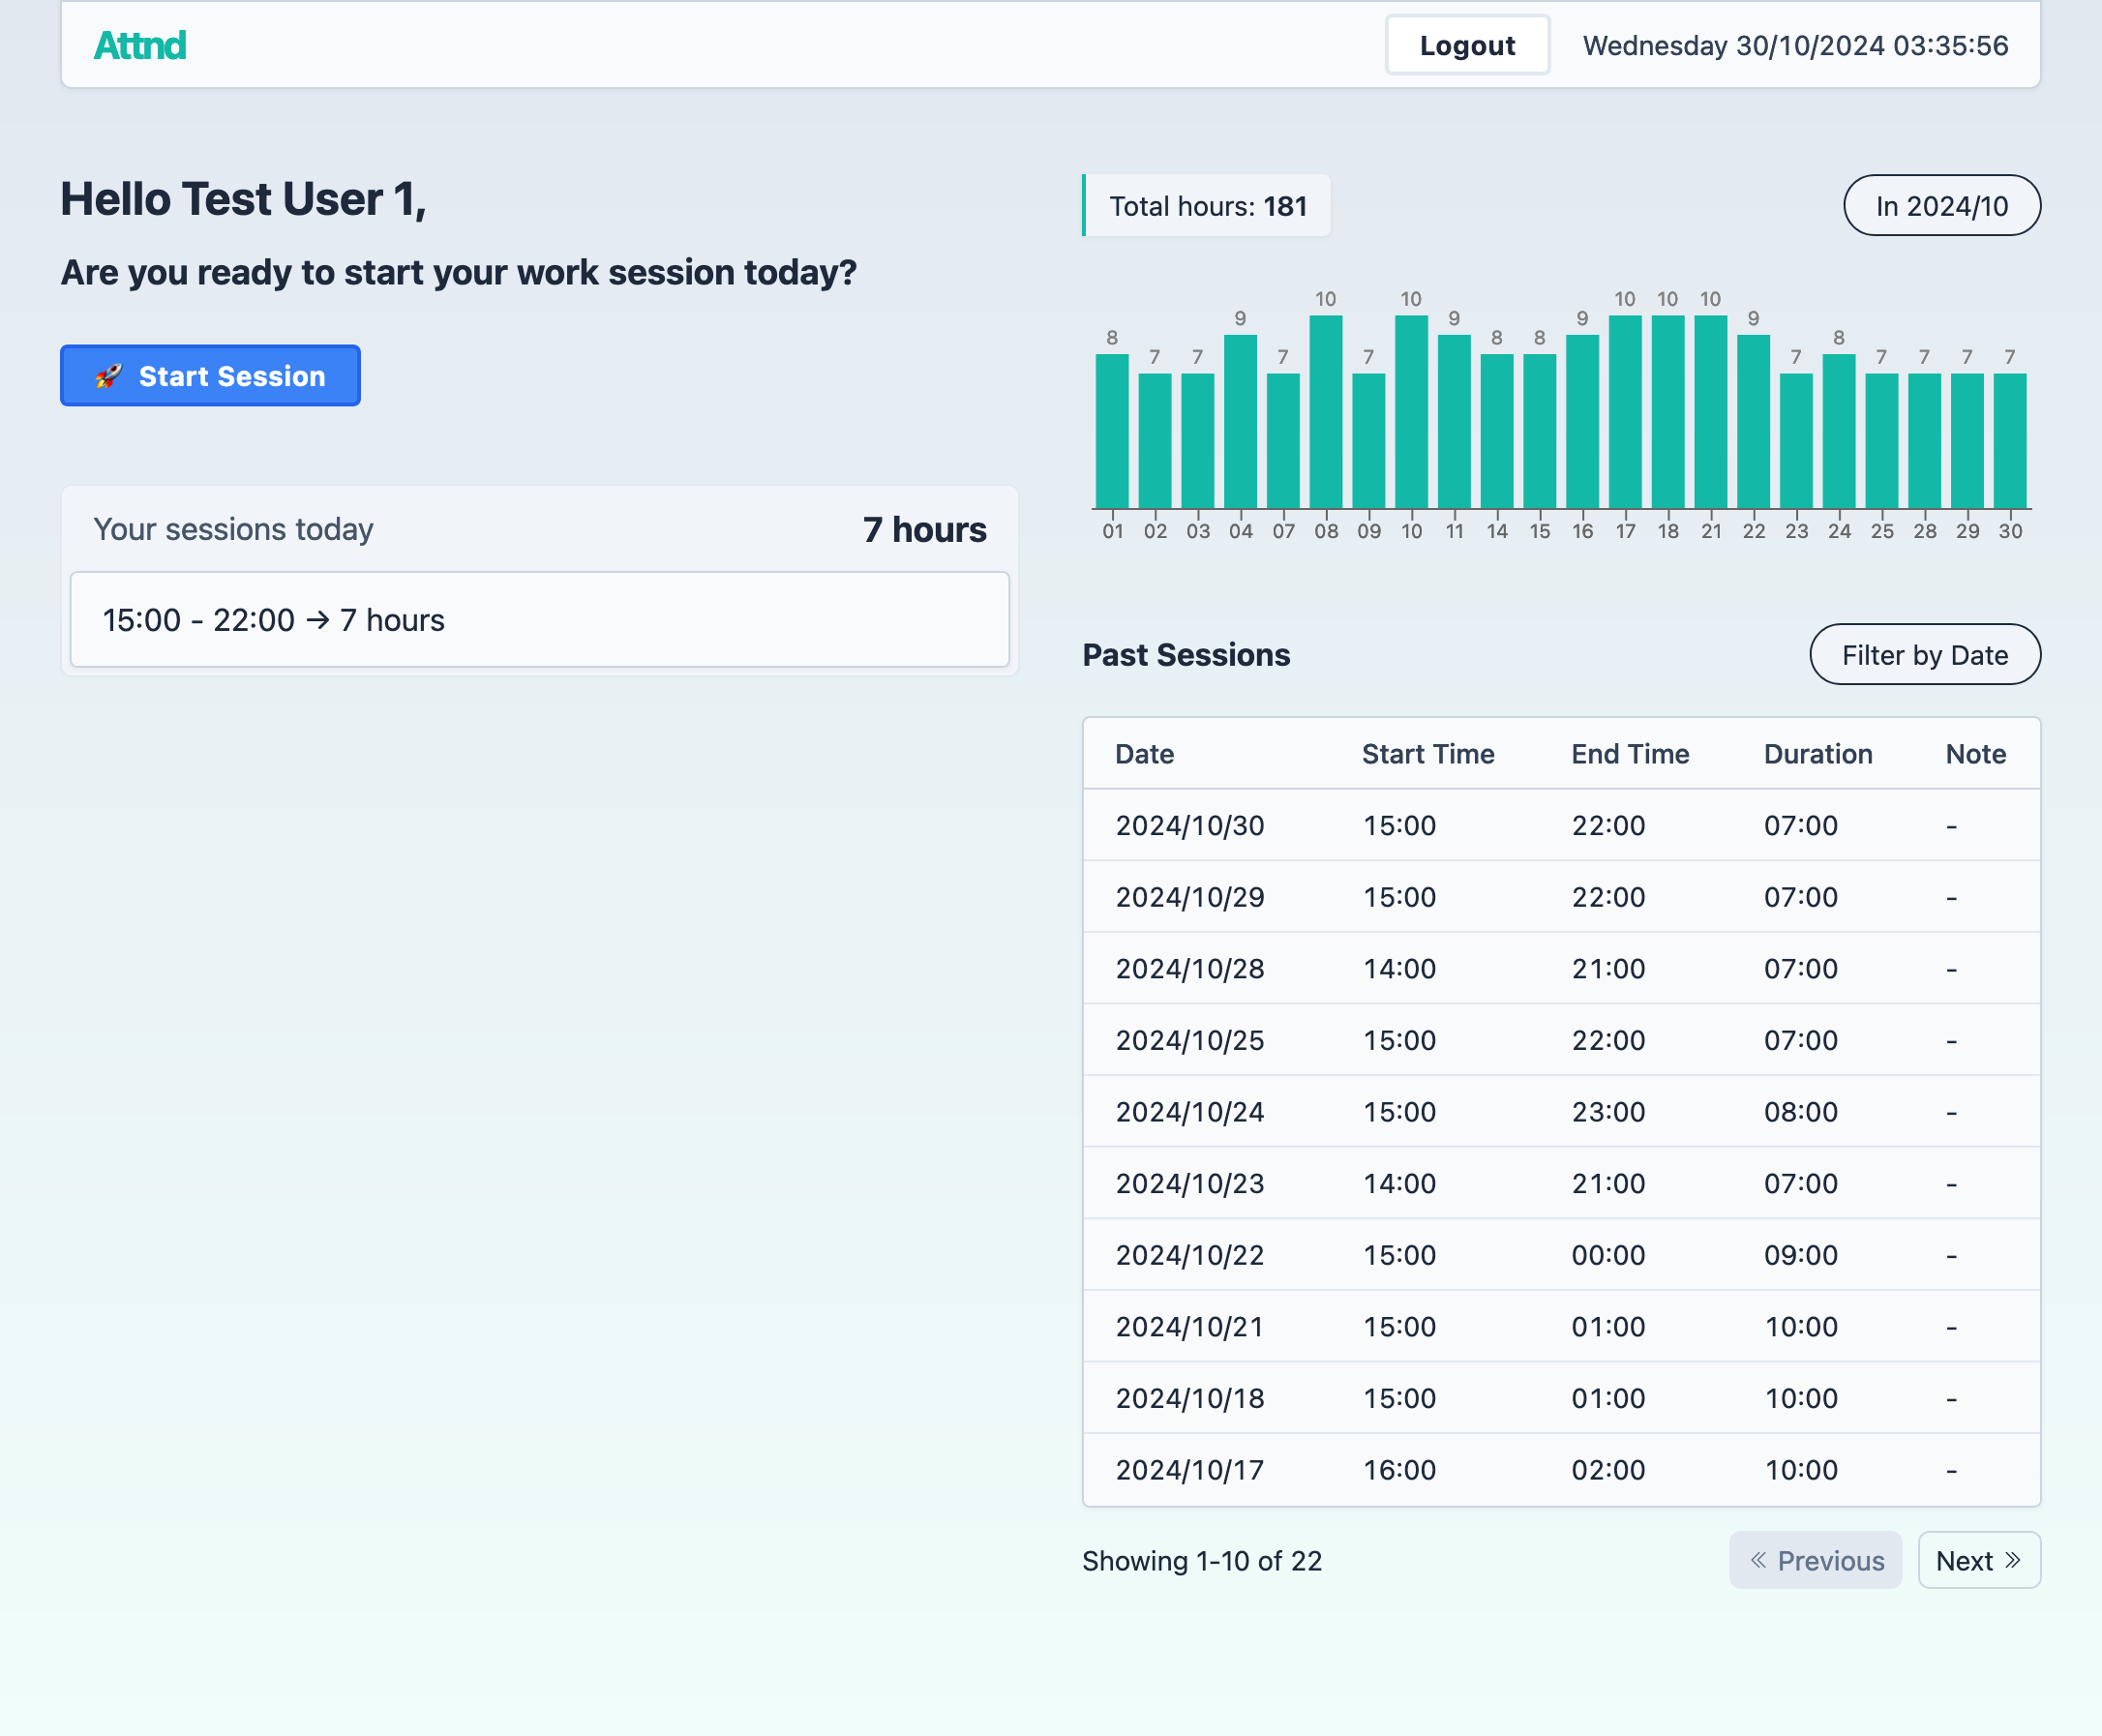 Attnd
Logout
Wednesday 30/10/2024 03:35:56
Hello Test User 1,
Are you ready to start your work session today?
🚀 Start Session
Your sessions today
7 hours
15:00 - 22:00 → 7 hours
Total hours: 181
In 2024/10
8 7 7 9 7 10 7 10 9 8 8 9 10 10 10 9 7 8 7 7 7 7
01 02 03 04 07 08 09 10 11 14 15 16 17 18 21 22 23 24 25 28 29 30
Past Sessions
Filter by Date
Date Start Time End Time Duration Note
2024/10/30 15:00 22:00 07:00 -
2024/10/29 15:00 22:00 07:00 -
2024/10/28 14:00 21:00 07:00 -
2024/10/25 15:00 22:00 07:00 -
2024/10/24 15:00 23:00 08:00 -
2024/10/23 14:00 21:00 07:00 -
2024/10/22 15:00 00:00 09:00 -
2024/10/21 15:00 01:00 10:00 -
2024/10/18 15:00 01:00 10:00 -
2024/10/17 16:00 02:00 10:00 -
Showing 1-10 of 22
« Previous
Next »